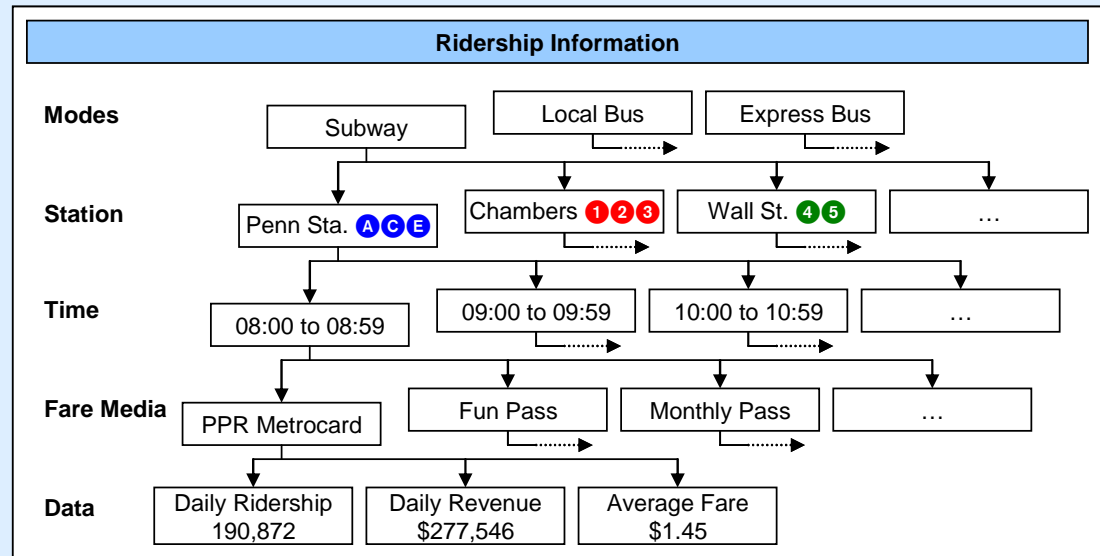 Ridership Information
Modes
Subway
Local Bus
Express Bus
Station
Penn Sta. A C E
Chambers 1 2 3
Wall St. 4 5
…
Time
08:00 to 08:59
09:00 to 09:59
10:00 to 10:59
…
Fare Media
PPR Metrocard
Fun Pass
Monthly Pass
…
Data
Daily Ridership
190,872
Daily Revenue
$277,546
Average Fare
$1.45